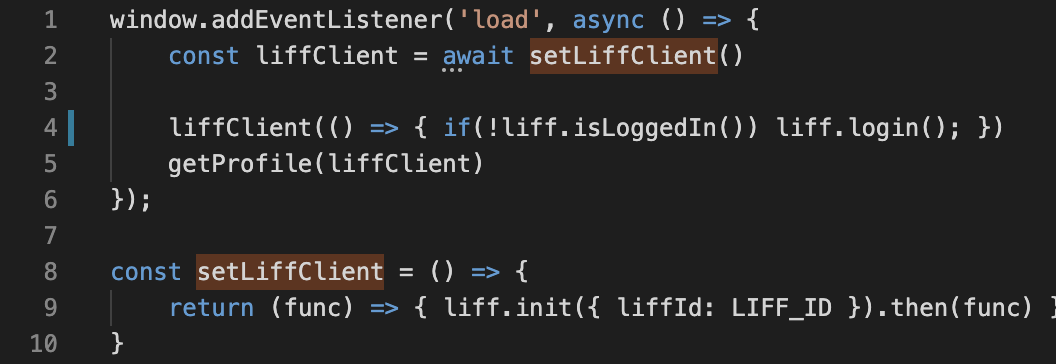 1 window.addEventListener('load', async () => {
2 const liffClient = await setLiffClient()
3
4 liffClient(() => { if(!liff.isLoggedIn()) liff.login(); })
5 getProfile(liffClient)
6 });
7
8 const setLiffClient = () => {
9 return (func) => { liff.init({ liffId: LIFF_ID }).then(func) }
10 }